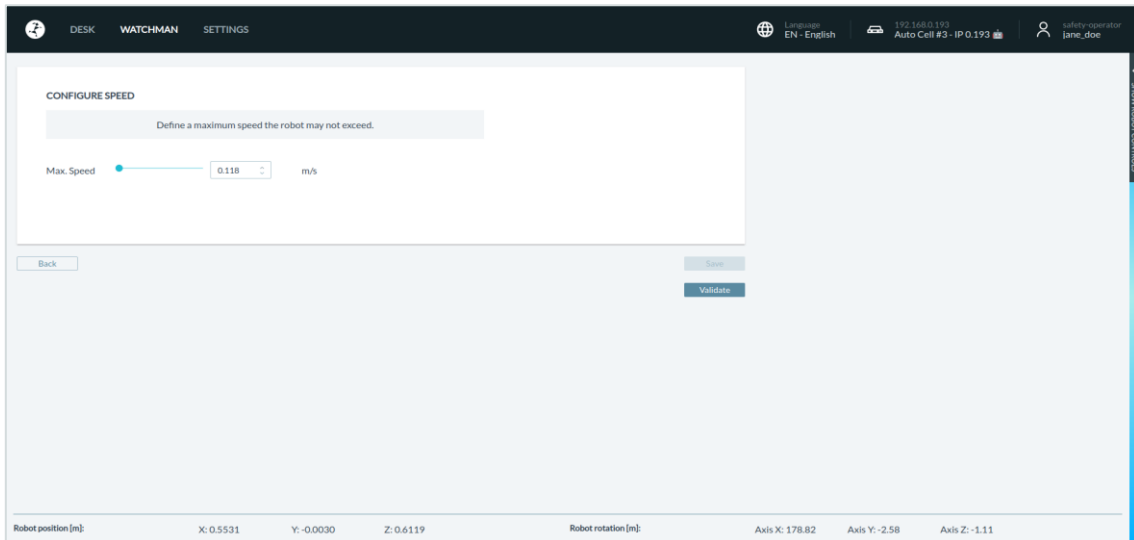 DESK WATCHMAN SETTINGS
Language
EN - English
192.168.0.193
Auto Cell #3 - IP 0.193 🤖
safety-operator
jane_doe
CONFIGURE SPEED
Define a maximum speed the robot may not exceed.
Max. Speed 0.118 m/s
Back Save
Validate
Robot position [m]: X: 0.5531 Y: -0.0030 Z: 0.6119 Robot rotation [m]: Axis X: 178.82 Axis Y: -2.58 Axis Z: -1.11